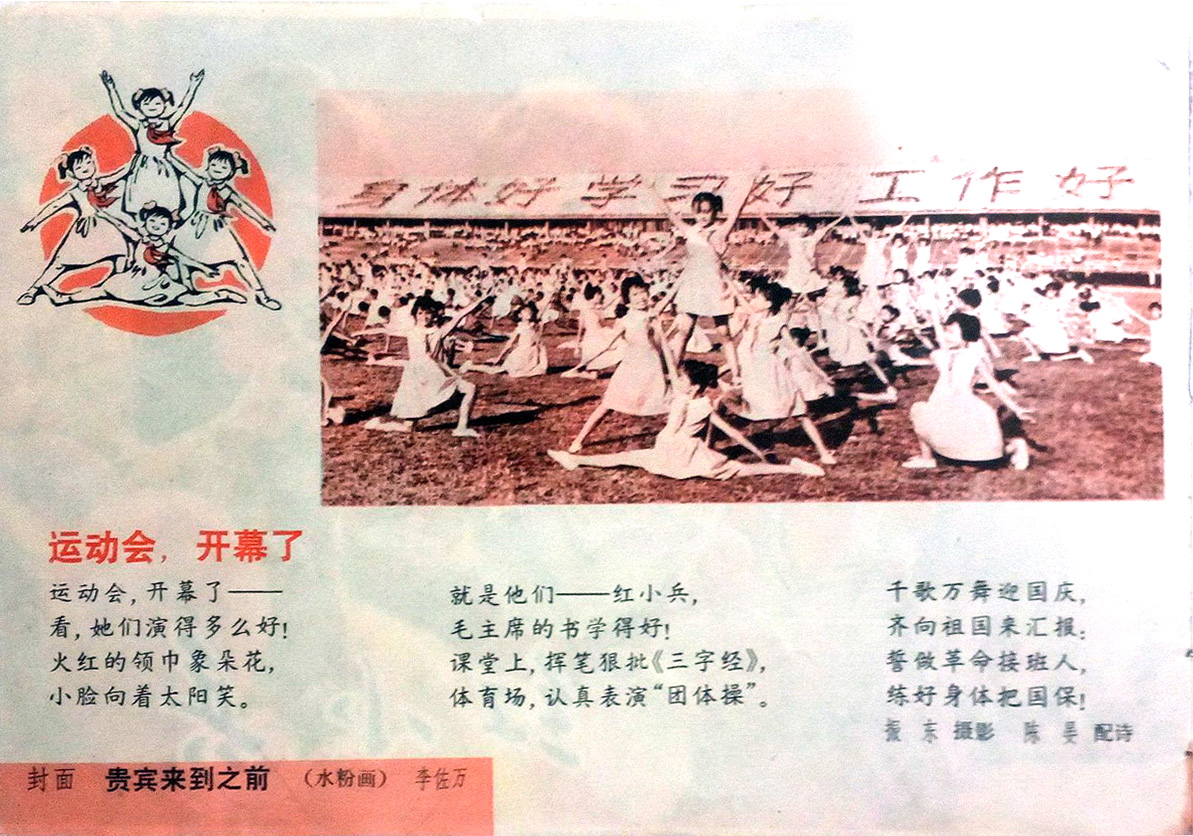 身体好 学习好 工作好
运动会，开幕了
运动会，开幕了——
看，她们演得多么好！
火红的领巾象朵花，
小脸向着太阳笑。
就是他们——红小兵，
毛主席的书学得好！
课堂上，挥笔狠批《三字经》，
体育场，认真表演“团体操”。
千歌万舞迎国庆，
齐向祖国来汇报：
誓做革命接班人，
练好身体把国保！
振东 摄影 陈晏 配诗
封面 贵宾来到之前 （水粉画） 李佐万